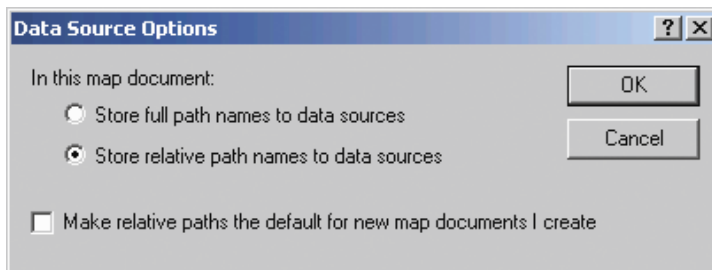 Data Source Options
In this map document:
Store full path names to data sources
Store relative path names to data sources
Make relative paths the default for new map documents I create
OK
Cancel